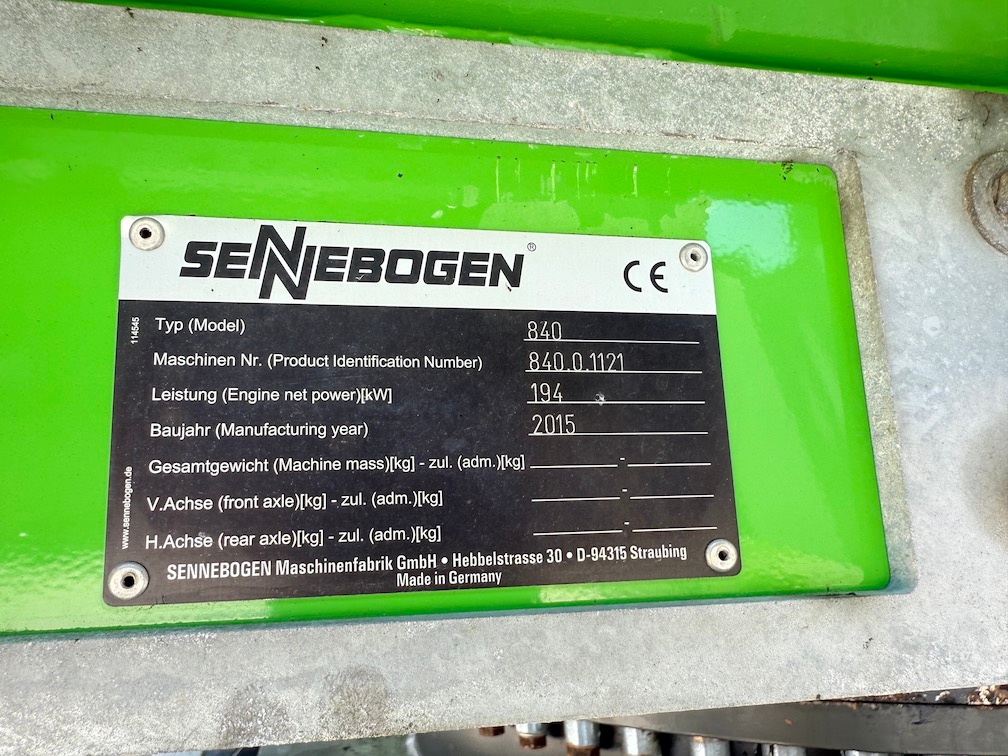 SENNEBOGEN®
CE
114545
Typ (Model) 840
Maschinen Nr. (Product Identification Number) 840.0.1121
Leistung (Engine net power)[kW] 194
Baujahr (Manufacturing year) 2015
Gesamtgewicht (Machine mass)[kg] - zul. (adm.)[kg] -
V.Achse (front axle)[kg] - zul. (adm.)[kg] -
H.Achse (rear axle)[kg] - zul. (adm.)[kg] -
www.sennebogen.de
SENNEBOGEN Maschinenfabrik GmbH • Hebbelstrasse 30 • D-94315 Straubing
Made in Germany